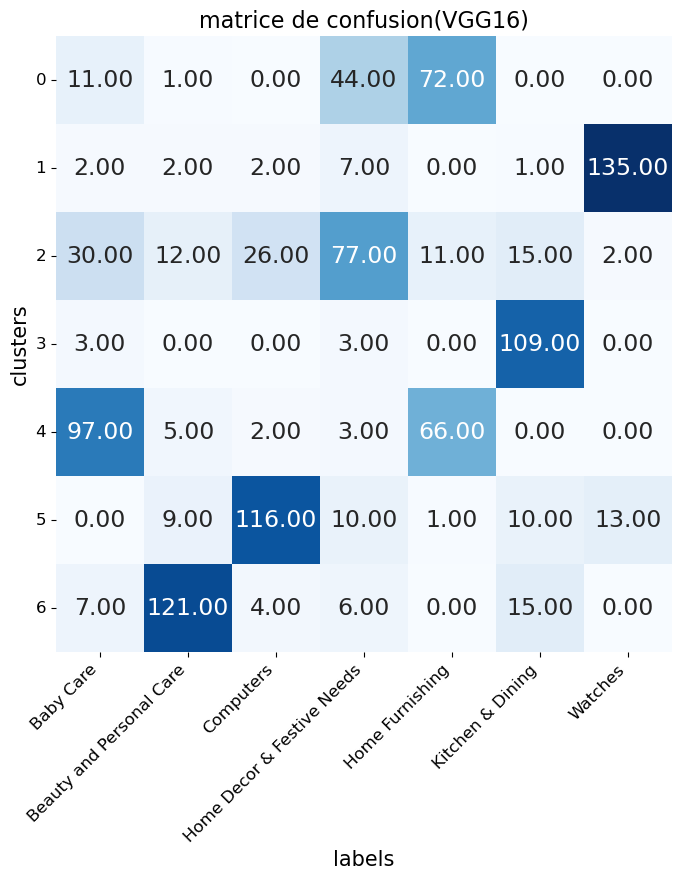 matrice de confusion(VGG16)
clusters
0 11.00 1.00 0.00 44.00 72.00 0.00 0.00
1 2.00 2.00 2.00 7.00 0.00 1.00 135.00
2 30.00 12.00 26.00 77.00 11.00 15.00 2.00
3 3.00 0.00 0.00 3.00 0.00 109.00 0.00
4 97.00 5.00 2.00 3.00 66.00 0.00 0.00
5 0.00 9.00 116.00 10.00 1.00 10.00 13.00
6 7.00 121.00 4.00 6.00 0.00 15.00 0.00
Baby Care
Beauty and Personal Care
Computers
Home Decor & Festive Needs
Home Furnishing
Kitchen & Dining
Watches
labels